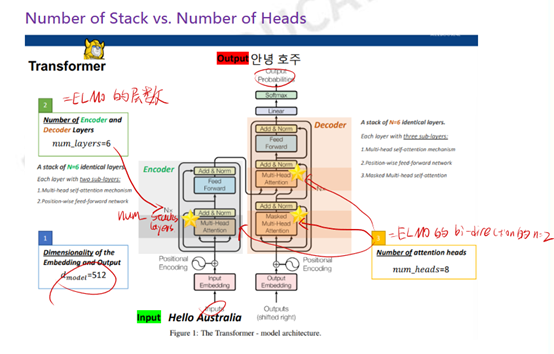 Number of Stack vs. Number of Heads
Transformer
Output 안녕 호주
Output
Probabilities
Softmax
Linear
2
=ELMO 的层数
Number of Encoder and
Decoder Layers
num_layers=6
A stack of N=6 identical layers.
Each layer with two sub-layers:
1.Multi-head self-attention mechanism
2.Position-wise feed-forward network
num_
layers
Encoder
Add & Norm
Feed
Forward
N×
Add & Norm
Multi-Head
Attention
Positional
Encoding
Input
Embedding
Inputs
Decoder
Add & Norm
Feed
Forward
Add & Norm
Multi-Head
Attention
Add & Norm
Masked
Multi-Head
Attention
Positional
Encoding
Output
Embedding
Outputs
(shifted right)
A stack of N=6 identical layers.
Each layer with three sub-layers:
1.Multi-head self-attention mechanism
2.Position-wise feed-forward network
3.Masked Multi-head self-attention
=ELMO 的 bi-direction 的 n:2
1
Dimensionality of the
Embedding and Output
d_model=512
3
Number of attention
heads
num_heads=8
Input Hello Australia
Figure 1: The Transformer - model architecture.